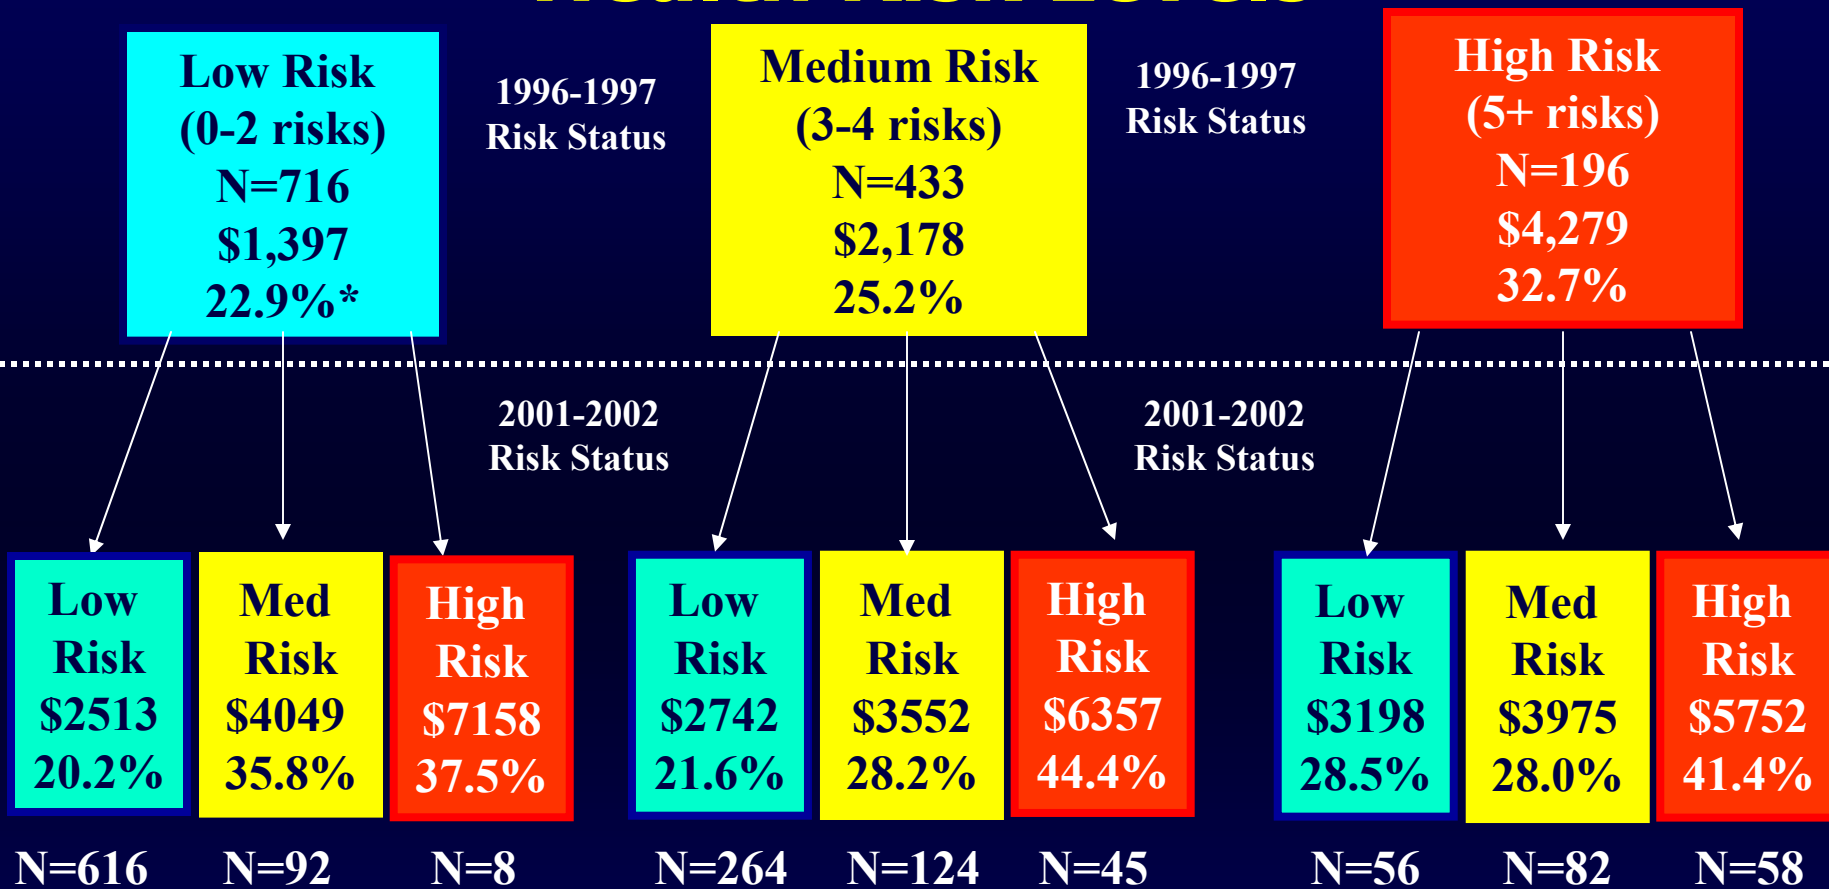 Low Risk
(0-2 risks)
N=716
$1,397
22.9%*
1996-1997
Risk Status
Medium Risk
(3-4 risks)
N=433
$2,178
25.2%
1996-1997
Risk Status
High Risk
(5+ risks)
N=196
$4,279
32.7%
2001-2002
Risk Status
2001-2002
Risk Status
Low
Risk
$2513
20.2%
Med
Risk
$4049
35.8%
High
Risk
$7158
37.5%
Low
Risk
$2742
21.6%
Med
Risk
$3552
28.2%
High
Risk
$6357
44.4%
Low
Risk
$3198
28.5%
Med
Risk
$3975
28.0%
High
Risk
$5752
41.4%
N=616
N=92
N=8
N=264
N=124
N=45
N=56
N=82
N=58